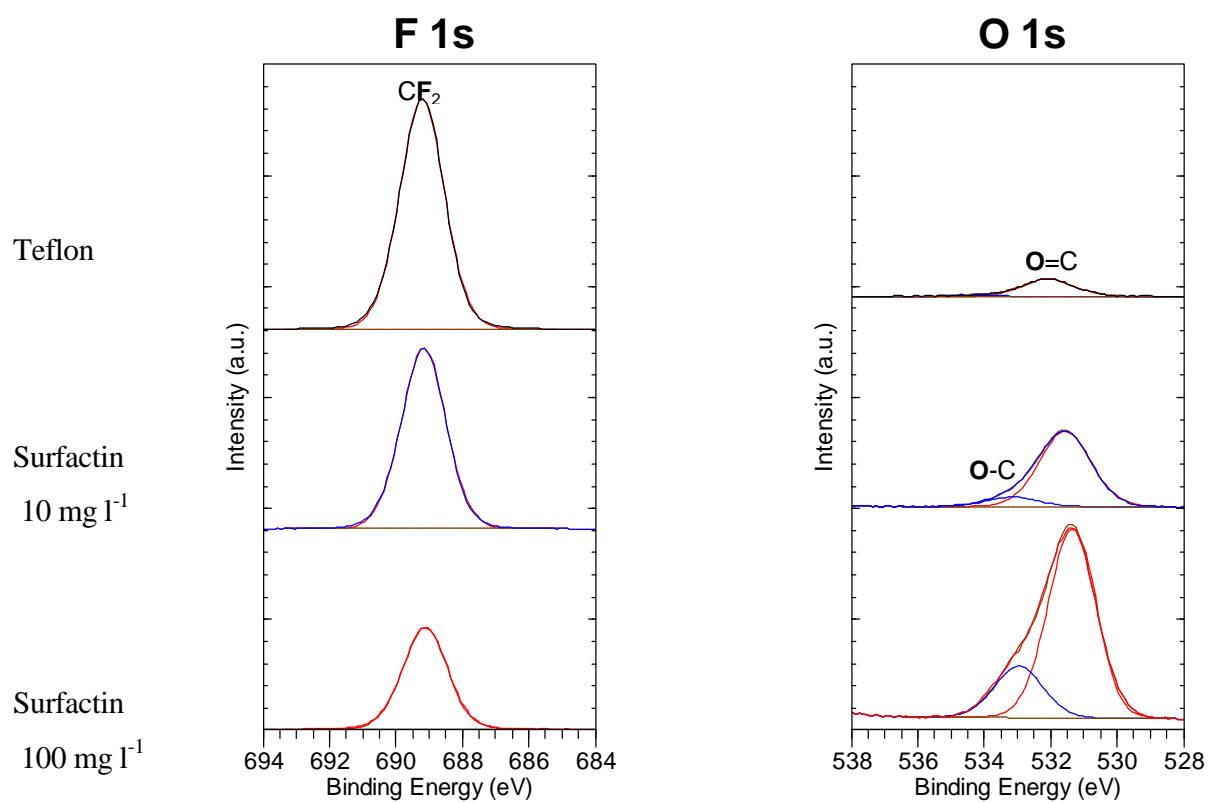 F 1s
O 1s
CF₂
Teflon
O=C
Intensity (a.u.)
Intensity (a.u.)
Surfactin
10 mg l⁻¹
O-C
Surfactin
100 mg l⁻¹
694 692 690 688 686 684
Binding Energy (eV)
538 536 534 532 530 528
Binding Energy (eV)